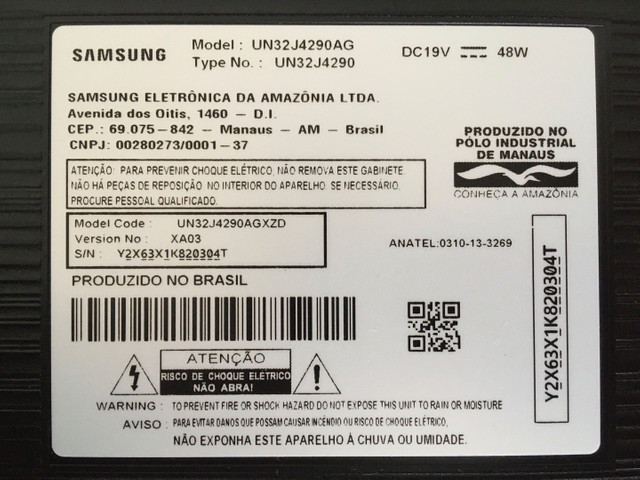 SAMSUNG
Model : UN32J4290AG
Type No. : UN32J4290
DC19V 48W
SAMSUNG ELETRÔNICA DA AMAZÔNIA LTDA.
Avenida dos Oitis, 1460 - D.I.
CEP.: 69.075-842 - Manaus - AM - Brasil
CNPJ: 00280273/0001-37
PRODUZIDO NO
PÓLO INDUSTRIAL
DE MANAUS
CONHEÇA A AMAZÔNIA
ATENÇÃO: PARA PREVENIR CHOQUE ELÉTRICO, NÃO REMOVA ESTE GABINETE.
NÃO HÁ PEÇAS DE REPOSIÇÃO NO INTERIOR DO APARELHO. SE NECESSÁRIO,
PROCURE PESSOAL QUALIFICADO.
Model Code : UN32J4290AGXZD
Version No : XA03
S/N : Y2X63X1K820304T
ANATEL:0310-13-3269
Y2X63X1K820304T
PRODUZIDO NO BRASIL
ATENÇÃO
RISCO DE CHOQUE ELÉTRICO
NÃO ABRA!
WARNING : TO PREVENT FIRE OR SHOCK HAZARD DO NOT EXPOSE THIS UNIT TO RAIN OR MOISTURE
AVISO : PARA EVITAR DANOS QUE POSSAM CAUSAR INCÊNDIO OU RISCO DE CHOQUE ELÉTRICO,
NÃO EXPONHA ESTE APARELHO À CHUVA OU UMIDADE.